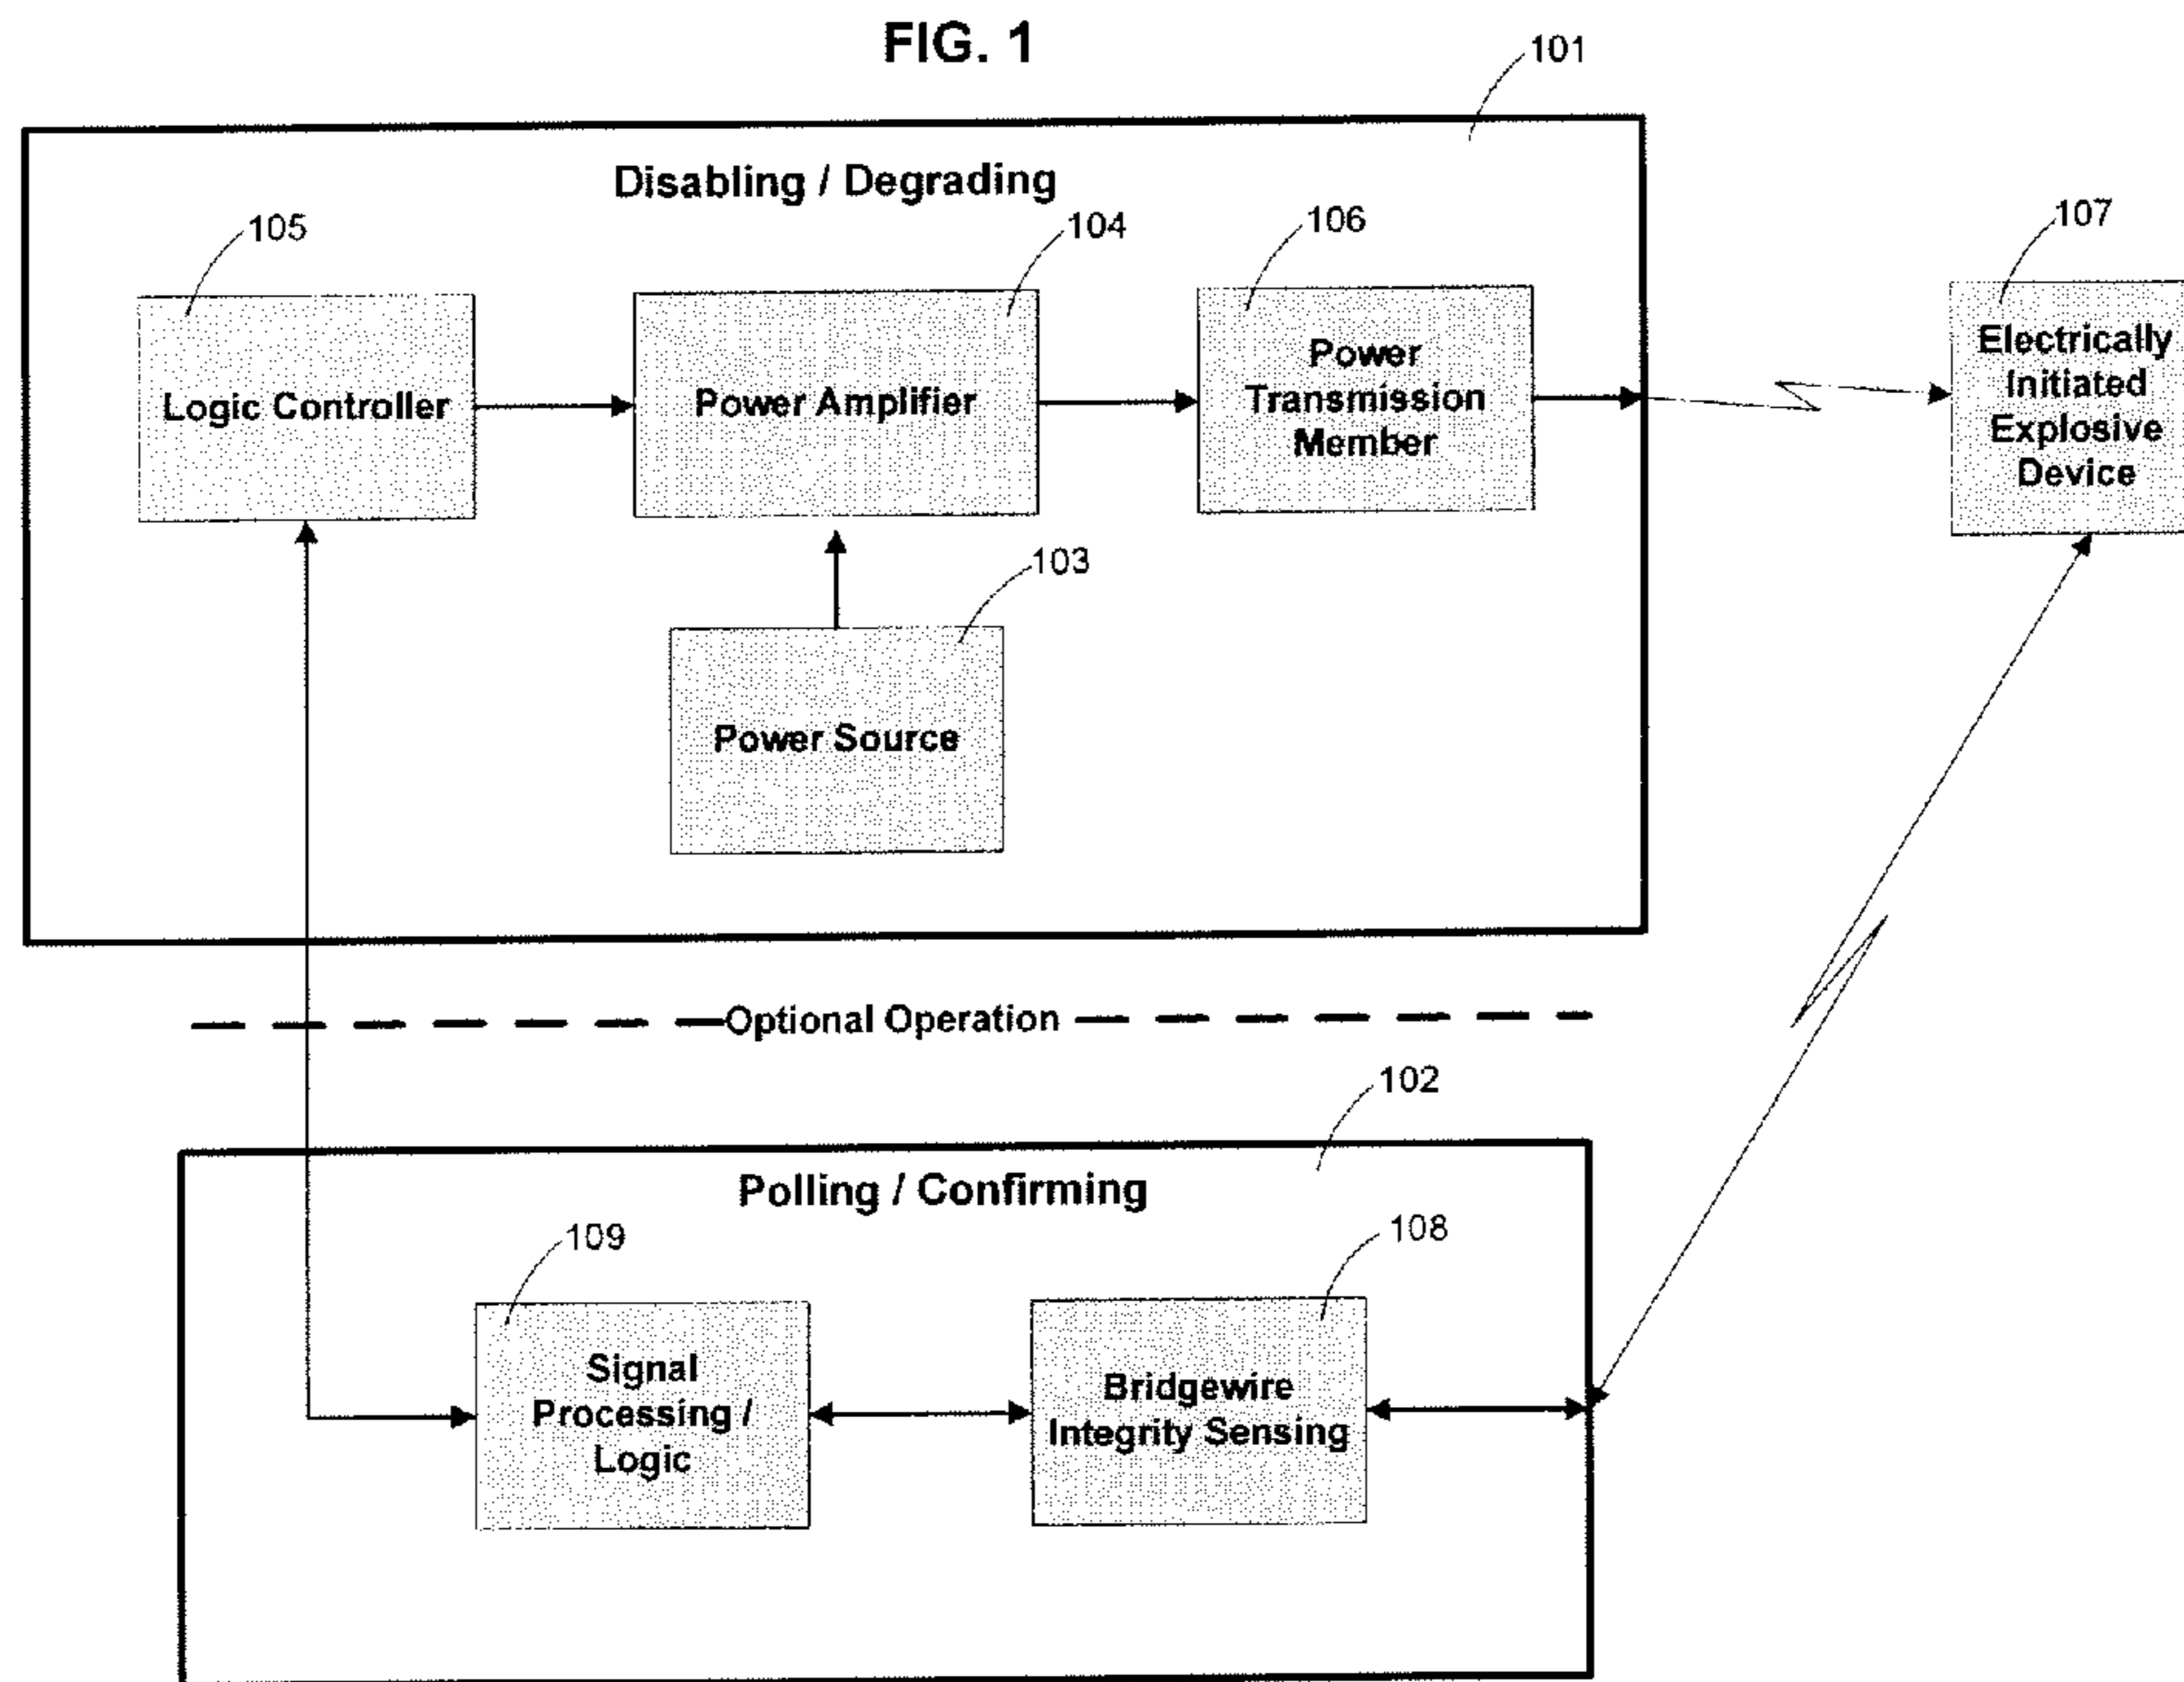 FIG. 1
101
Disabling / Degrading
105
104
106
107
Logic Controller
Power Amplifier
Power
Transmission
Member
Electrically
Initiated
Explosive
Device
103
Power Source
Optional Operation
102
Polling / Confirming
109
108
Signal
Processing /
Logic
Bridgewire
Integrity Sensing